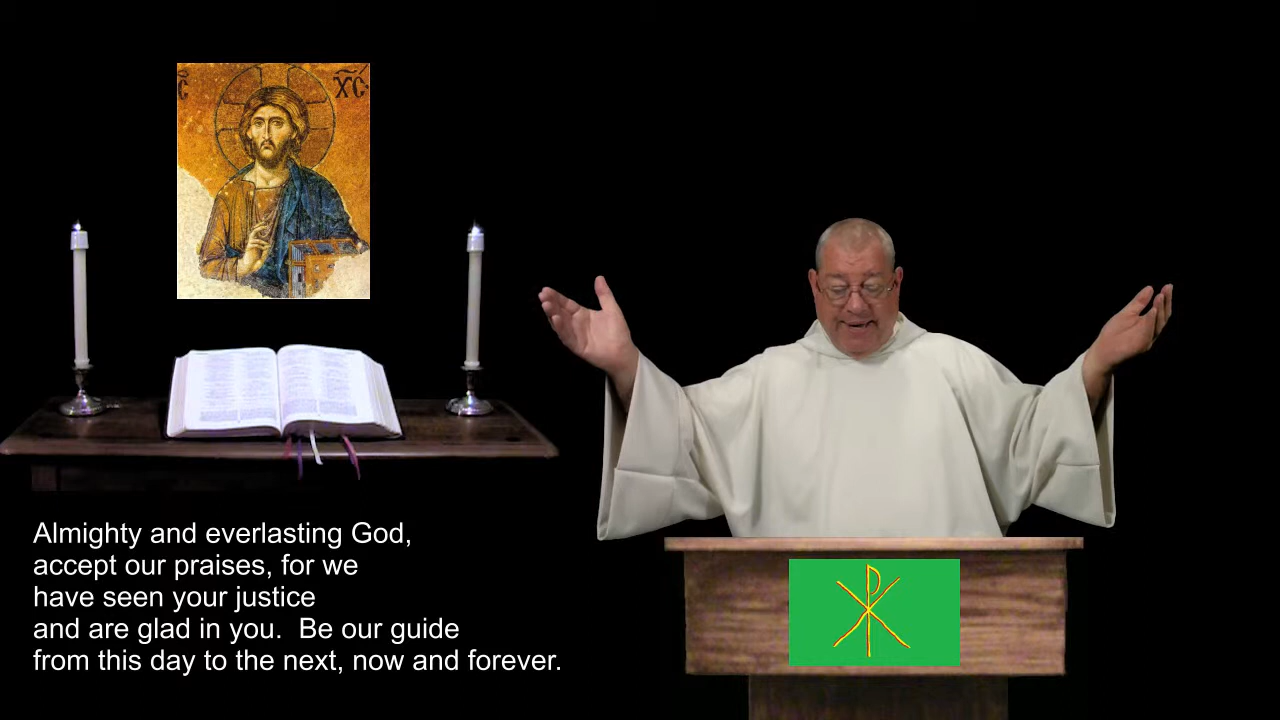 C
XC
Almighty and everlasting God,
accept our praises, for we
have seen your justice
and are glad in you.  Be our guide
from this day to the next, now and forever.